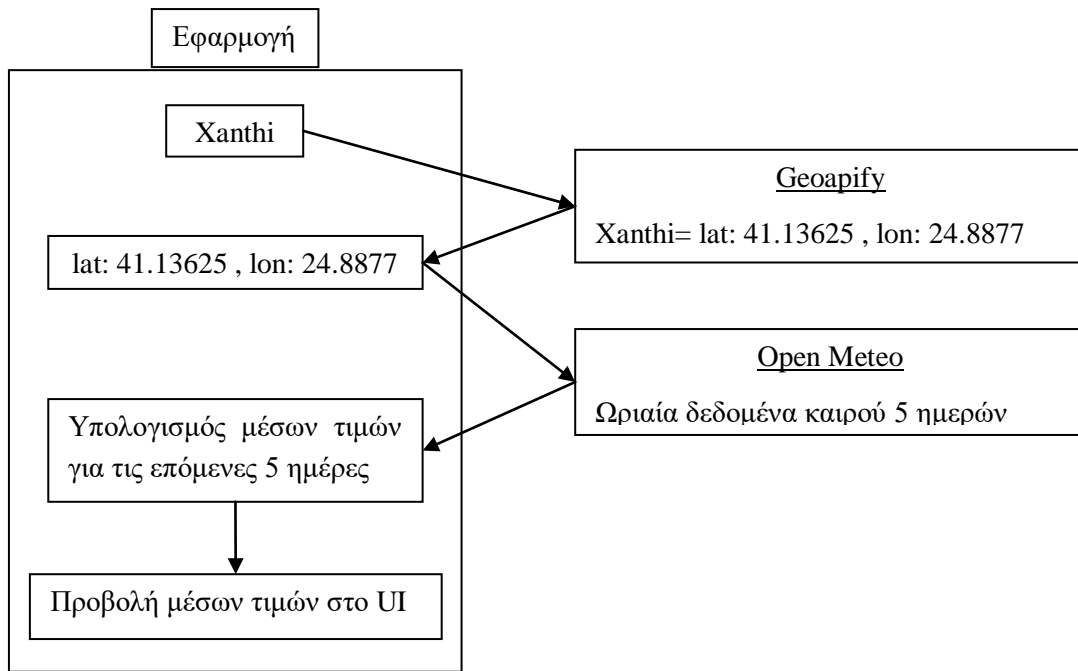 Εφαρμογή
Xanthi
Geoapify
Xanthi= lat: 41.13625 , lon: 24.8877
lat: 41.13625 , lon: 24.8877
Open Meteo
Ωριαία δεδομένα καιρού 5 ημερών
Υπολογισμός μέσων τιμών
για τις επόμενες 5 ημέρες
Προβολή μέσων τιμών στο UI